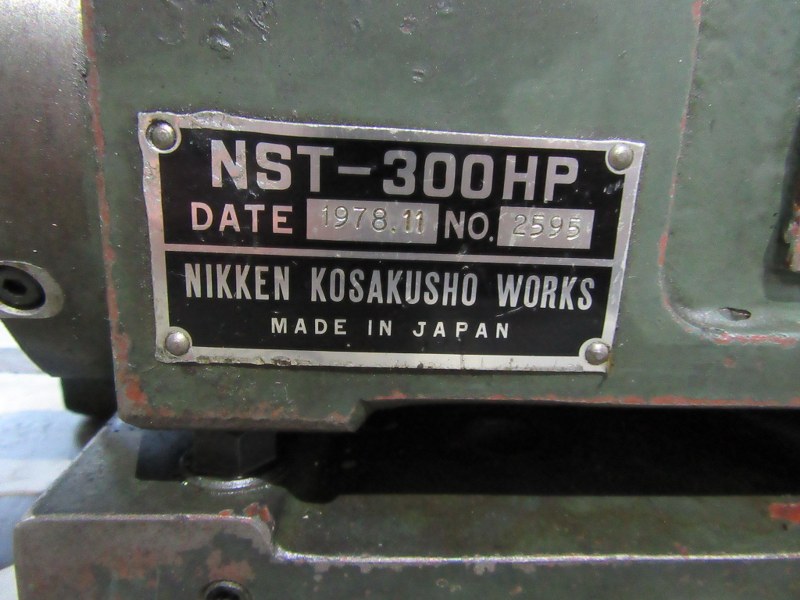 NST-300HP
DATE 1978.11 NO. 2595
NIKKEN KOSAKUSHO WORKS
MADE IN JAPAN